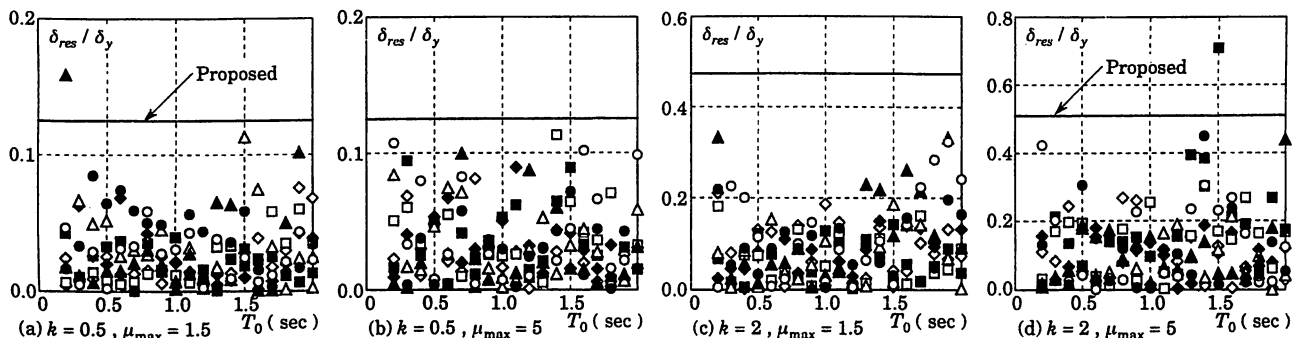 0.2
δres / δy
Proposed
0.1
0.0
0
0.5
1.0
1.5
T0 ( sec)
(a) k = 0.5 , μmax = 1.5
0.2
δres / δy
0.1
0.0
0
0.5
1.0
1.5
T0 ( sec)
(b) k = 0.5 , μmax = 5
0.6
δres / δy
0.4
0.2
0.0
0
0.5
1.0
1.5
T0 ( sec)
(c) k = 2 , μmax = 1.5
0.8
δres / δy
0.6
Proposed
0.4
0.2
0.0
0
0.5
1.0
1.5
T0 ( sec)
(d) k = 2 , μmax = 5